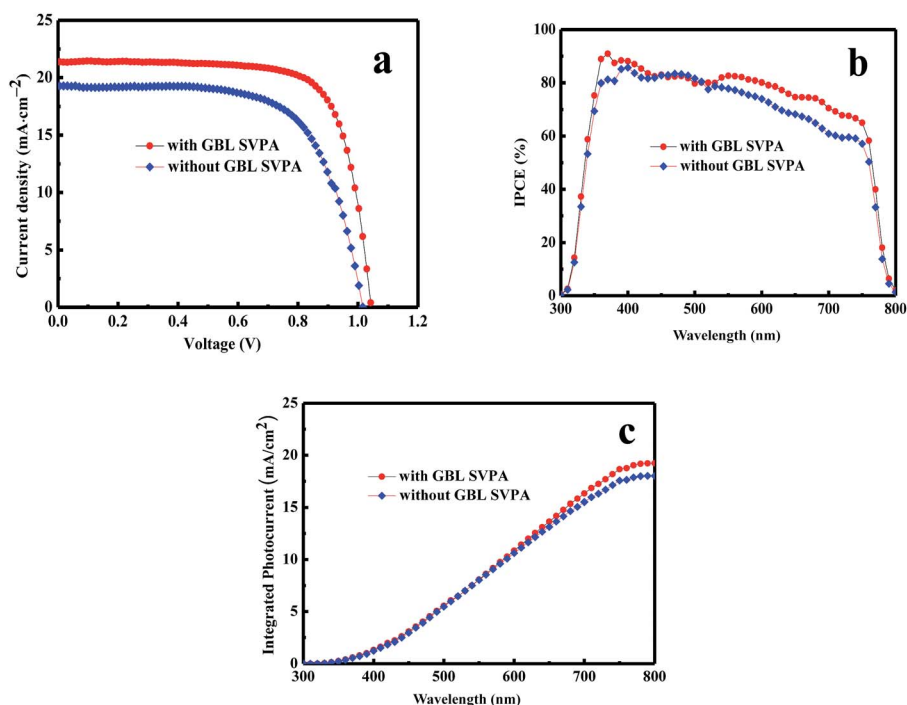 a
with GBL SVPA
without GBL SVPA
Current density (mA·cm⁻²)
25
20
15
10
5
0
0.0 0.2 0.4 0.6 0.8 1.0 1.2
Voltage (V)
b
with GBL SVPA
without GBL SVPA
IPCE (%)
100
80
60
40
20
0
300 400 500 600 700 800
Wavelength (nm)
c
with GBL SVPA
without GBL SVPA
Integrated Photocurrent (mA/cm²)
25
20
15
10
5
0
300 400 500 600 700 800
Wavelength (nm)